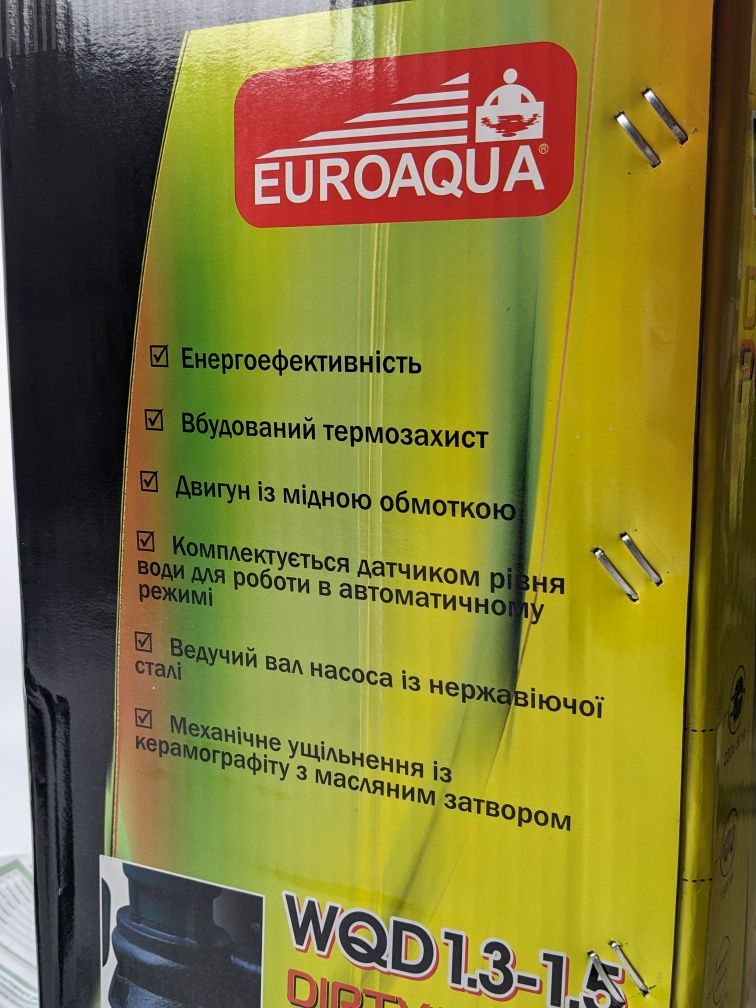 EUROAQUA®
☑ Енергоефективність
☑ Вбудований термозахист
☑ Двигун із мідною обмоткою
☑ Комплектується датчиком рівня
води для роботи в автоматичному
режимі
☑ Ведучий вал насоса із нержавіючої
сталі
☑ Механічне ущільнення із
керамографіту з масляним затвором
WQD 1.3-1.5